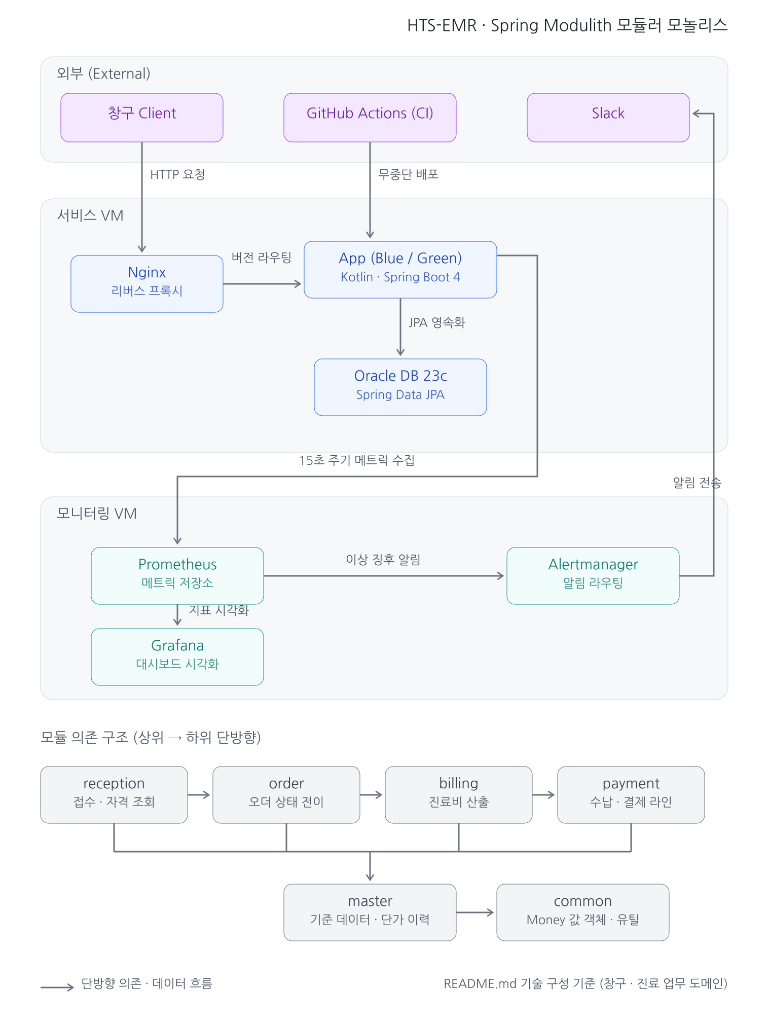 HTS-EMR · Spring Modulith 모듈러 모놀리스
외부 (External)
창구 Client
GitHub Actions (CI)
Slack
HTTP 요청
무중단 배포
서비스 VM
Nginx
리버스 프록시
버전 라우팅
App (Blue / Green)
Kotlin · Spring Boot 4
JPA 영속화
Oracle DB 23c
Spring Data JPA
15초 주기 메트릭 수집
알림 전송
모니터링 VM
Prometheus
메트릭 저장소
이상 징후 알림
Alertmanager
알림 라우팅
지표 시각화
Grafana
대시보드 시각화
모듈 의존 구조 (상위 → 하위 단방향)
reception
접수 · 자격 조회
order
오더 상태 전이
billing
진료비 산출
payment
수납 · 결제 라인
master
기준 데이터 · 단가 이력
common
Money 값 객체 · 유틸
단방향 의존 · 데이터 흐름
README.md 기술 구성 기준 (창구 · 진료 업무 도메인)